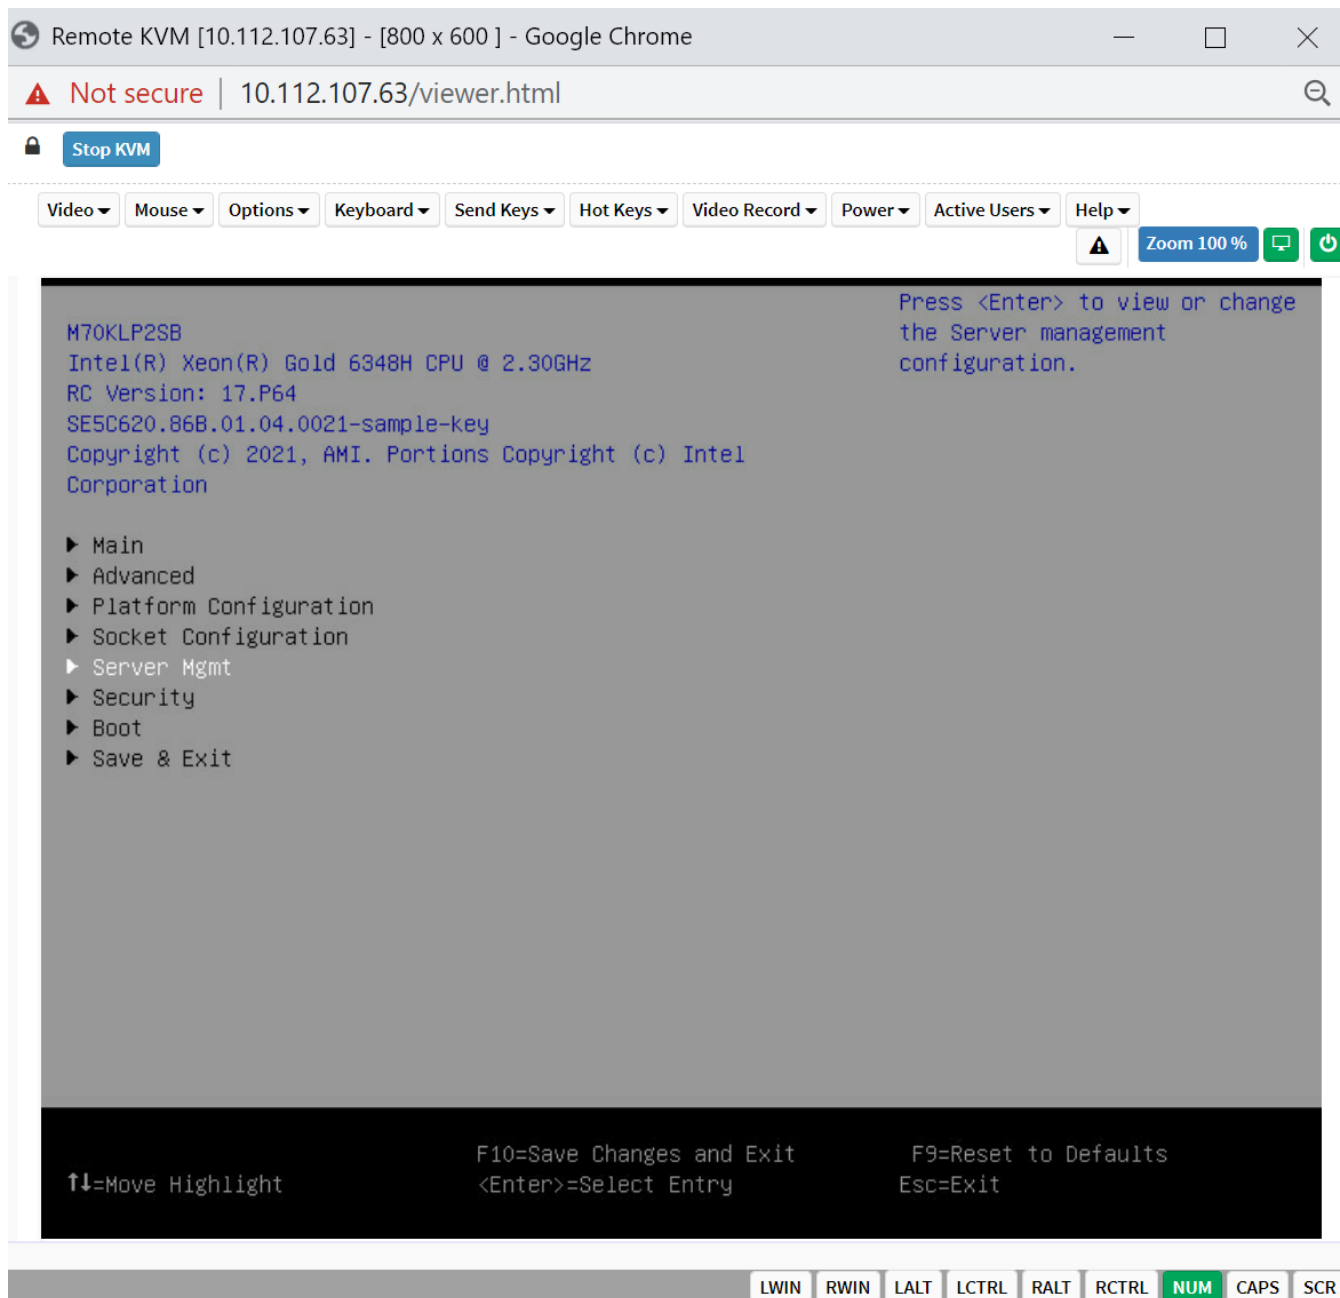 Remote KVM [10.112.107.63] - [800 x 600 ] - Google Chrome
Not secure | 10.112.107.63/viewer.html
Stop KVM
Video Mouse Options Keyboard Send Keys Hot Keys Video Record Power Active Users Help
Zoom 100 %
Press <Enter> to view or change
the Server management
configuration.
M70KLP2SB
Intel(R) Xeon(R) Gold 6348H CPU @ 2.30GHz
RC Version: 17.P64
SE5C620.86B.01.04.0021-sample-key
Copyright (c) 2021, AMI. Portions Copyright (c) Intel
Corporation
Main
Advanced
Platform Configuration
Socket Configuration
Server Mgmt
Security
Boot
Save & Exit
F10=Save Changes and Exit F9=Reset to Defaults
↑↓=Move Highlight <Enter>=Select Entry Esc=Exit
LWIN RWIN LALT LCTRL RALT RCTRL NUM CAPS SCR